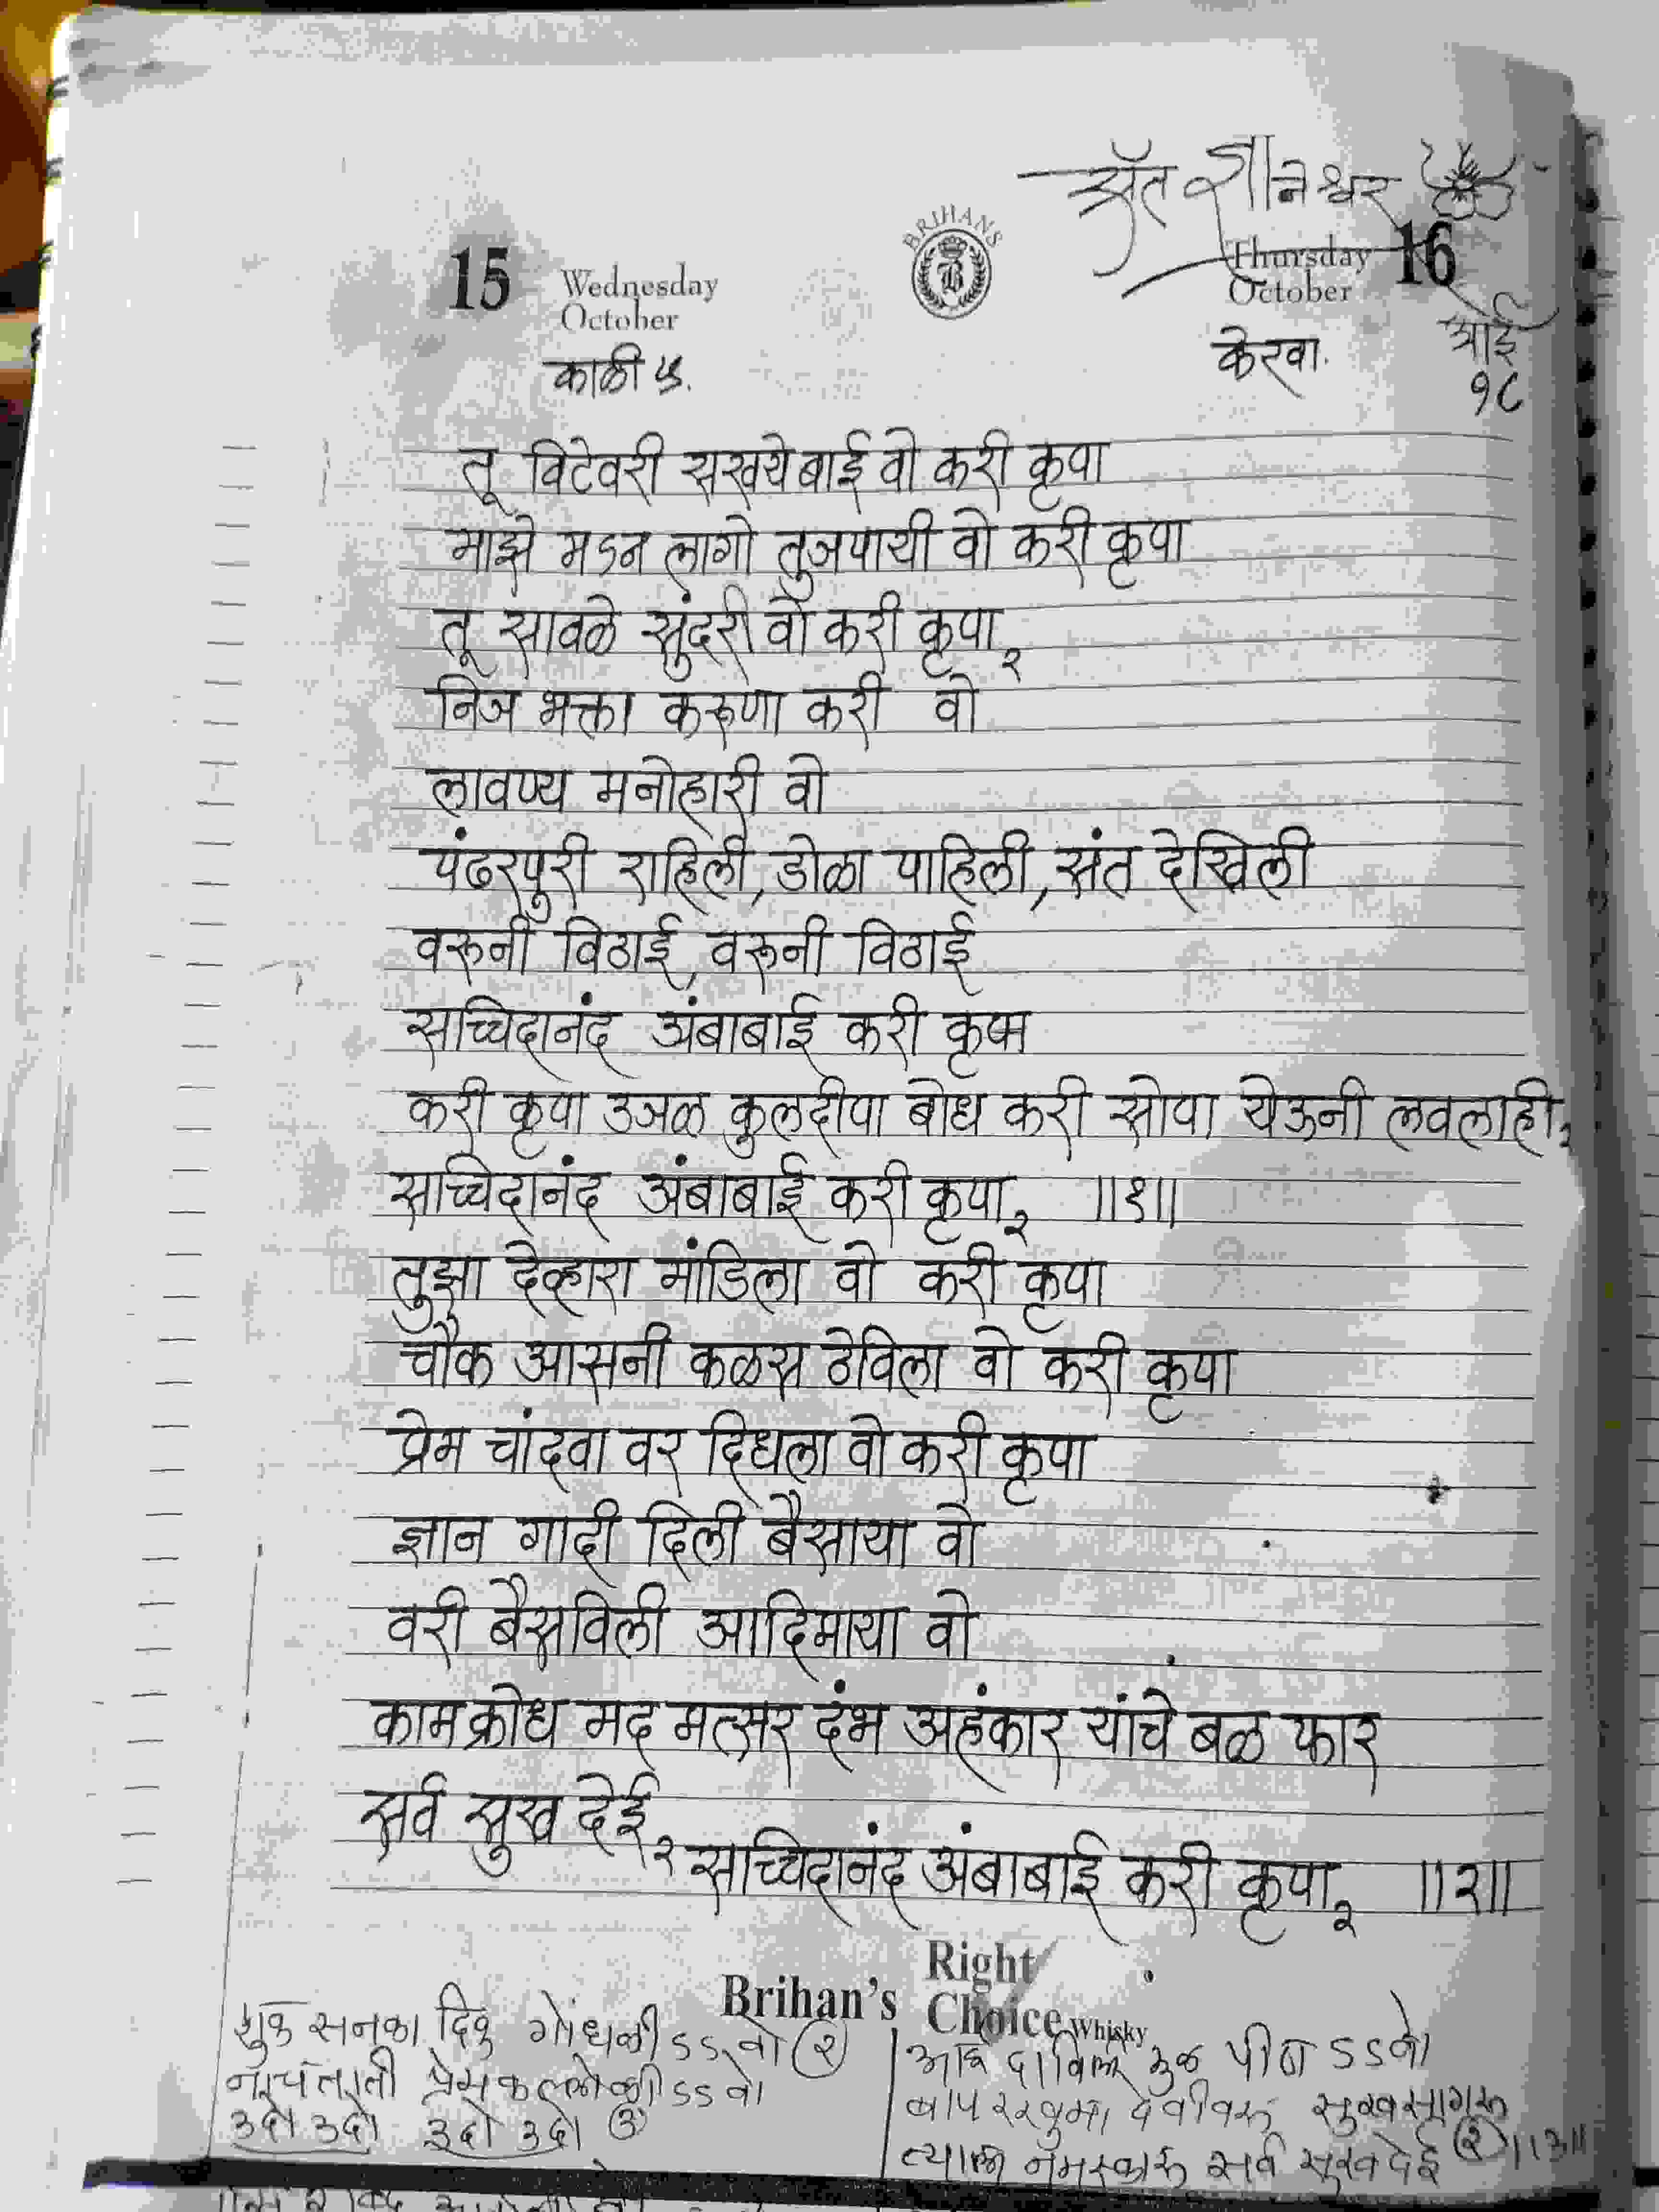 संत ज्ञानेश्वर
BRIHANS
B
15 Wednesday October
Thursday October 16
काळी ५.
केरवा.
आई
१८
तू विटेवरी सखये बाई वो करी कृपा
माझे मऽन लागो तुजपायी वो करी कृपा
तू सावळे सुंदरी वो करी कृपा २
निज भक्ता करुणा करी वो
लावण्य मनोहारी वो
पंढरपुरी राहिली, डोळा पाहिली, संत देखिली
वरुनी विठाई, वरुनी विठाई
सच्चिदानंद अंबाबाई करी कृपा
करी कृपा उजळ कुलदीपा बोध करी सोपा येऊनी लवलाही २
सच्चिदानंद अंबाबाई करी कृपा २ ॥१॥
तुझा देव्हारा मांडिला वो करी कृपा
चौक आसनी कळस ठेविला वो करी कृपा
प्रेम चांदवा वर दिधला वो करी कृपा
ज्ञान गादी दिली बैसाया वो
वरी बैसविली आदिमाया वो
काम क्रोध मद मत्सर दंभ अहंकार यांचे बळ फार
सर्व सुख देई २
सच्चिदानंद अंबाबाई करी कृपा २ ॥२॥
Brihan's Right Choice Whisky
शुक सनका दिक गोंधळी ऽऽ वो (२)
नाचताती प्रेम ऽऽ वो
उदो उदो उदो उदो (३)
मुळ पीठ ऽऽ वो
बाप रखुमा देवीवरू सुखसागरू
त्याला नमस्कारू सर्व सुख देई (२) ॥३॥